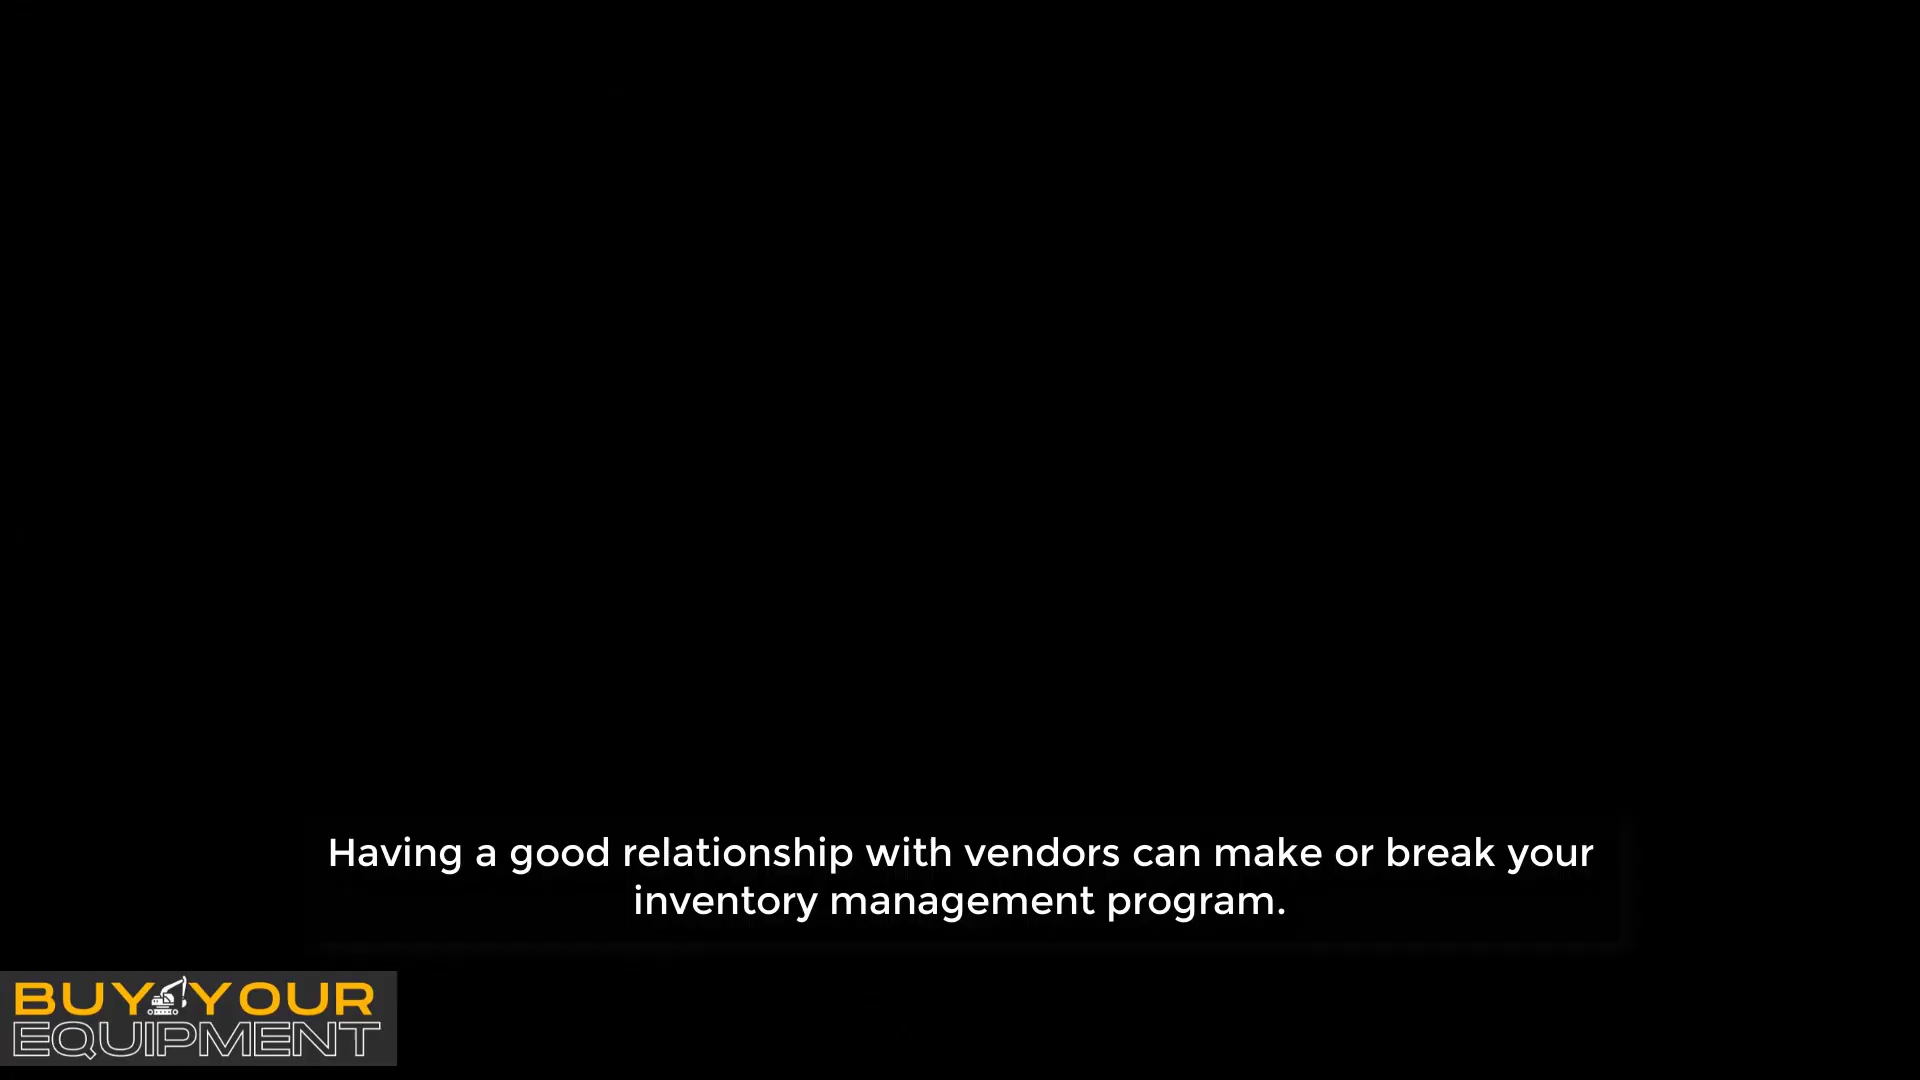 Having a good relationship with vendors can make or break your
inventory management program.
BUY YOUR
EQUIPMENT